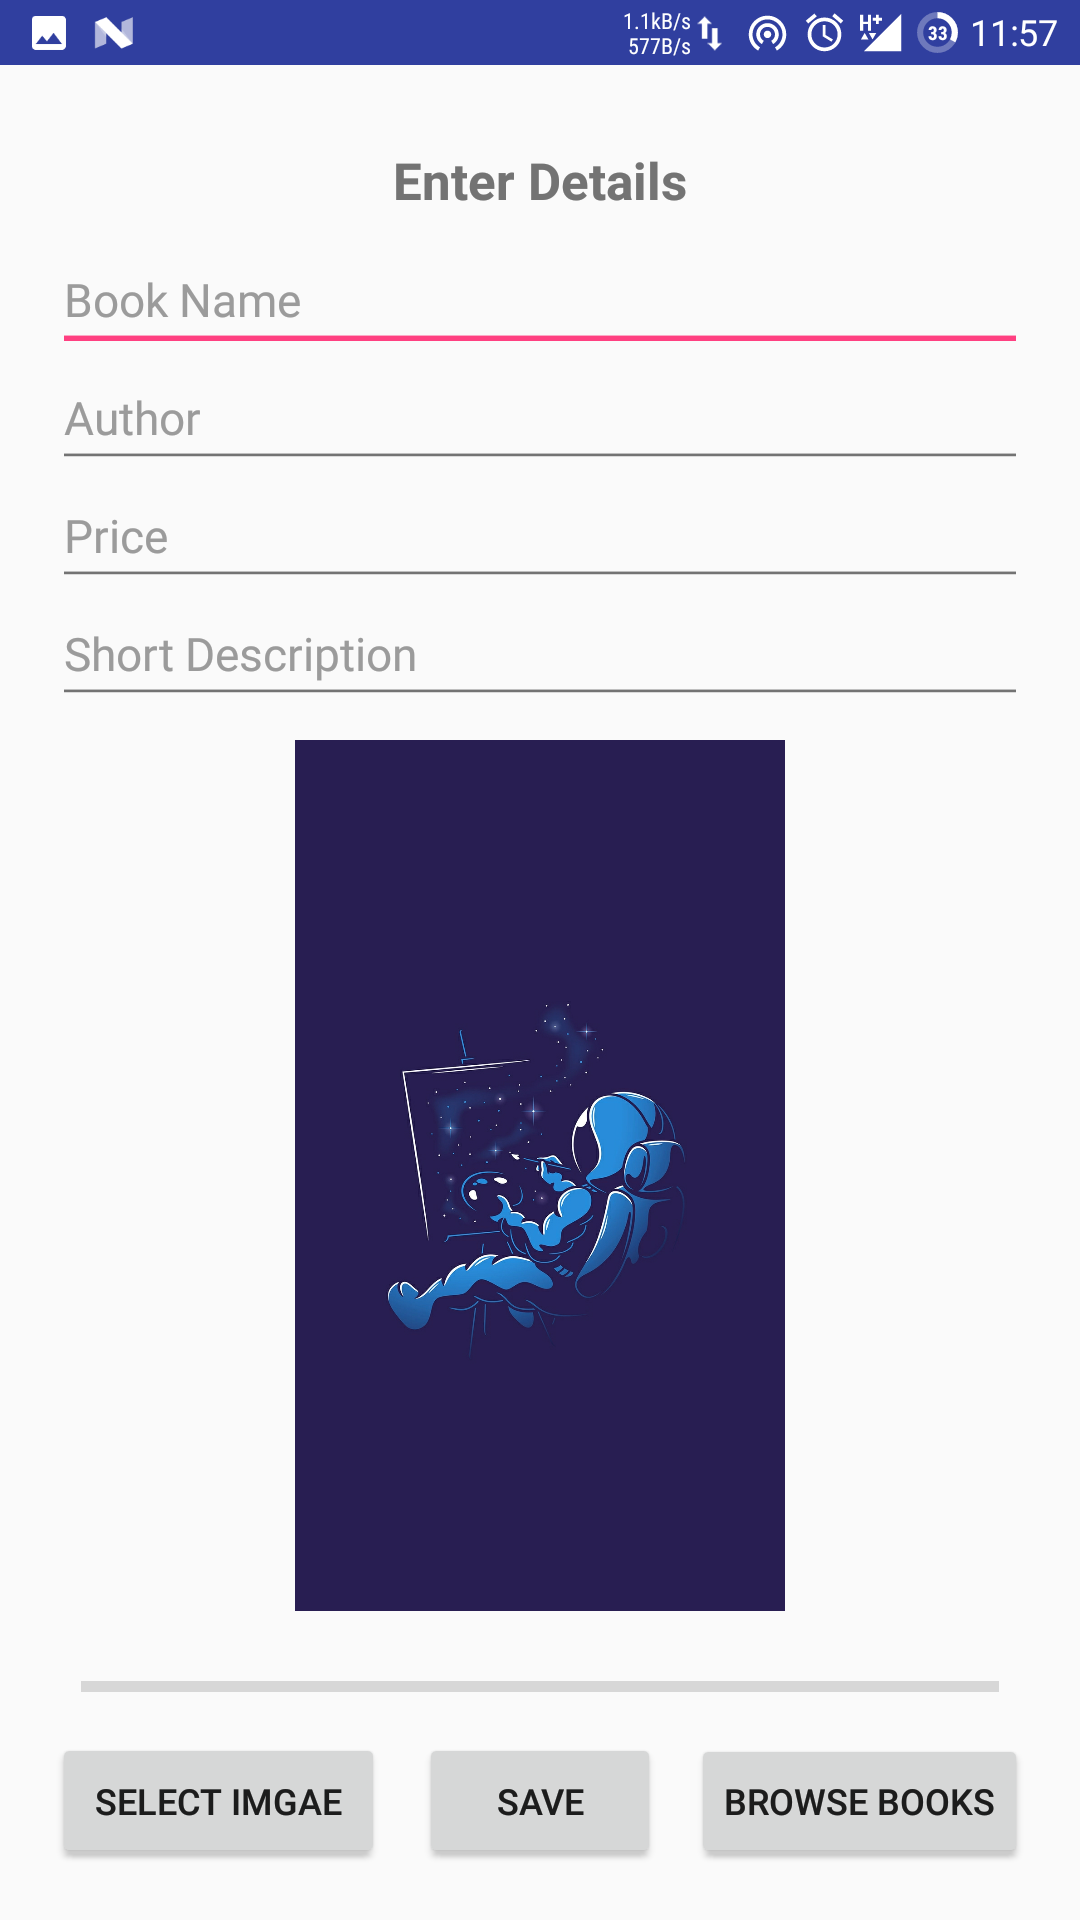 1.1kB/s
577B/s
H+
33
11:57
Enter Details
Book Name
Author
Price
Short Description
SELECT IMGAE
SAVE
BROWSE BOOKS